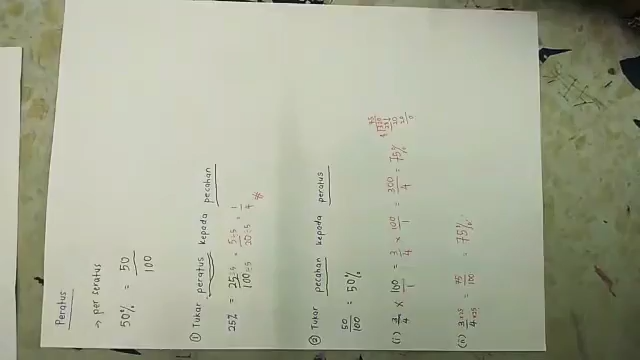 Peratus
→ per seratus
50% = 50/100
① Tukar peratus kepada pecahan
25% = 25÷5/100÷5 = 5÷5/20÷5 = 1/4
② Tukar pecahan kepada peratus
50/100 = 50%
(i) 3/4 × 100/1 = 3/4 × 100/1 = 300/4 = 75%
(ii) 3×25/4×25 = 75/100 = 75%